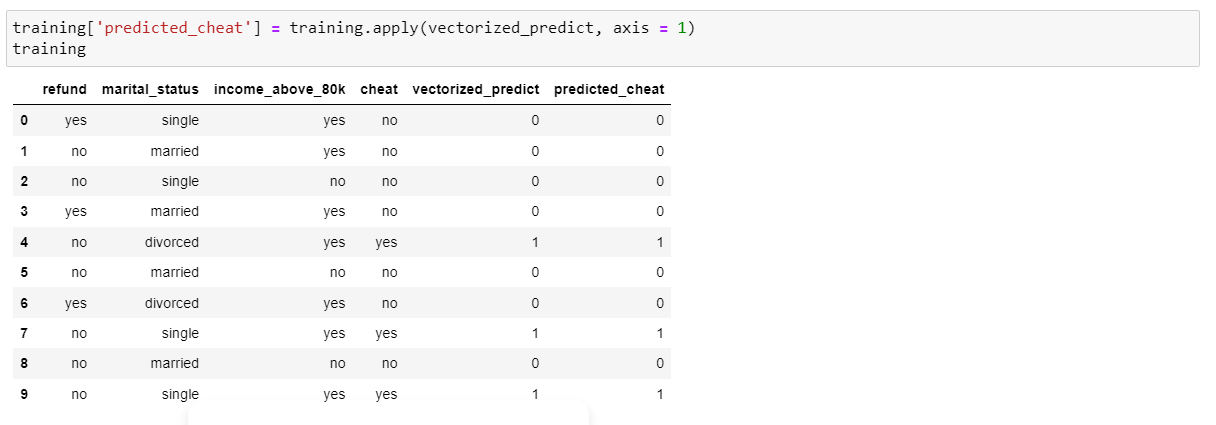 training['predicted_cheat'] = training.apply(vectorized_predict, axis = 1)
training
refund marital_status income_above_80k cheat vectorized_predict predicted_cheat
0 yes single yes no 0 0
1 no married yes no 0 0
2 no single no no 0 0
3 yes married yes no 0 0
4 no divorced yes yes 1 1
5 no married no no 0 0
6 yes divorced yes no 0 0
7 no single yes yes 1 1
8 no married no no 0 0
9 no single yes yes 1 1